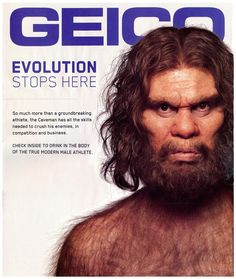 GEICO
EVOLUTION
STOPS HERE
So much more than a groundbreaking
athlete, the Caveman has all the skills
needed to crush his enemies, in
competition and business.
CHECK INSIDE TO DRINK IN THE BODY
OF THE TRUE MODERN MALE ATHLETE.